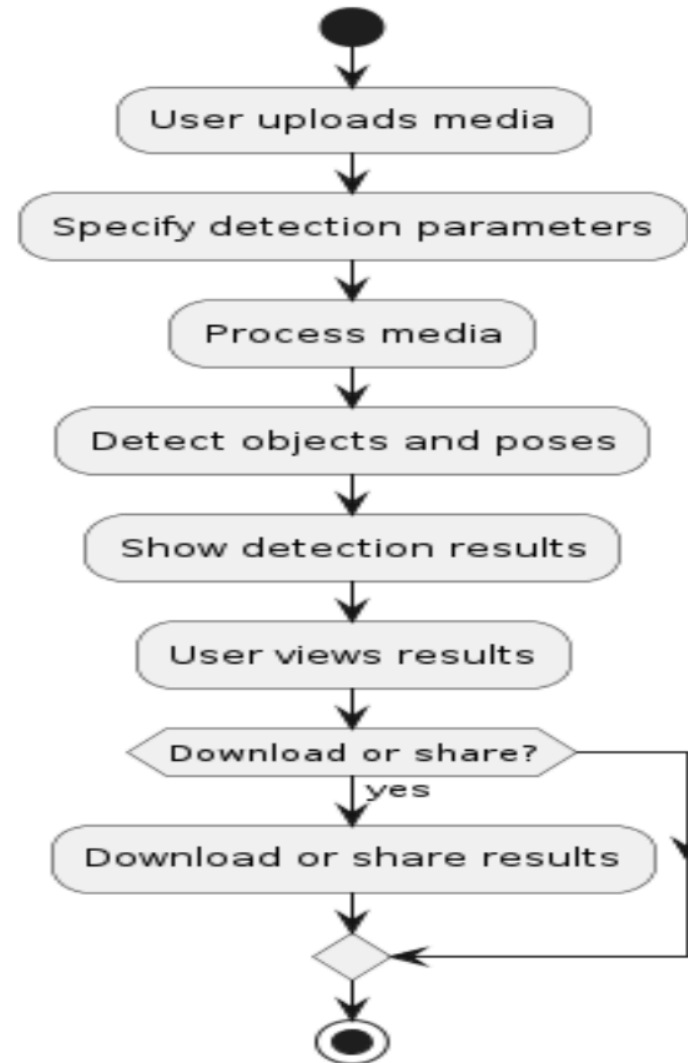 User uploads media
Specify detection parameters
Process media
Detect objects and poses
Show detection results
User views results
Download or share?
yes
Download or share results